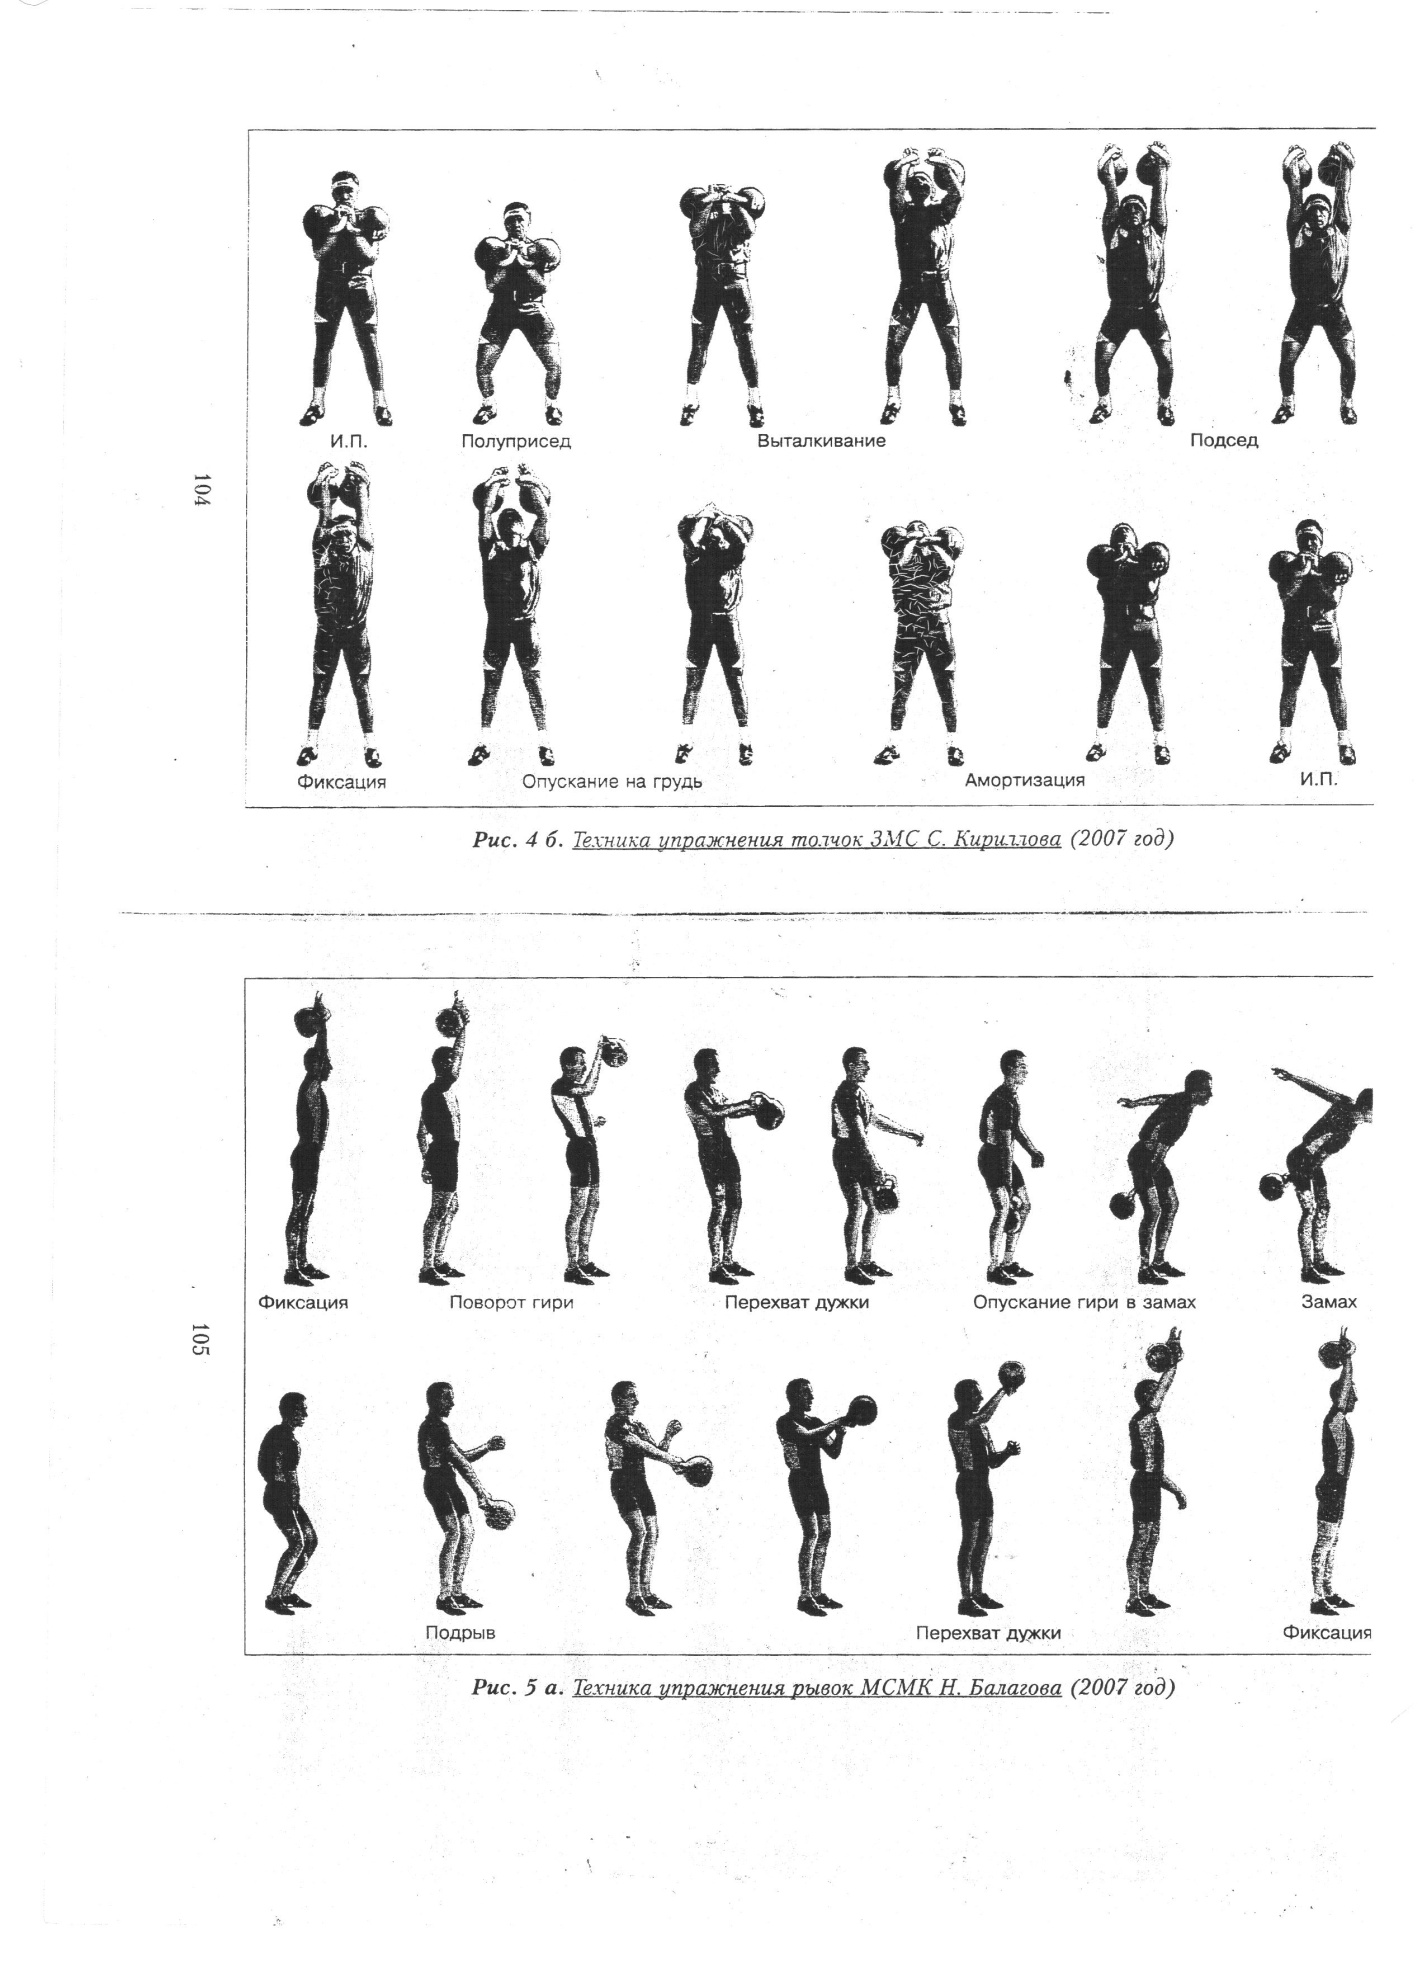 И.П. Полуприсед Выталкивание Подсед
104
Фиксация Опускание на грудь Амортизация И.П.
Рис. 4 б. Техника упражнения толчок ЗМС С. Кириллова (2007 год)
Фиксация Поворот гири Перехват дужки Опускание гири в замах Замах
105
Подрыв Перехват дужки Фиксация
Рис. 5 а. Техника упражнения рывок МСМК Н. Балагова (2007 год)